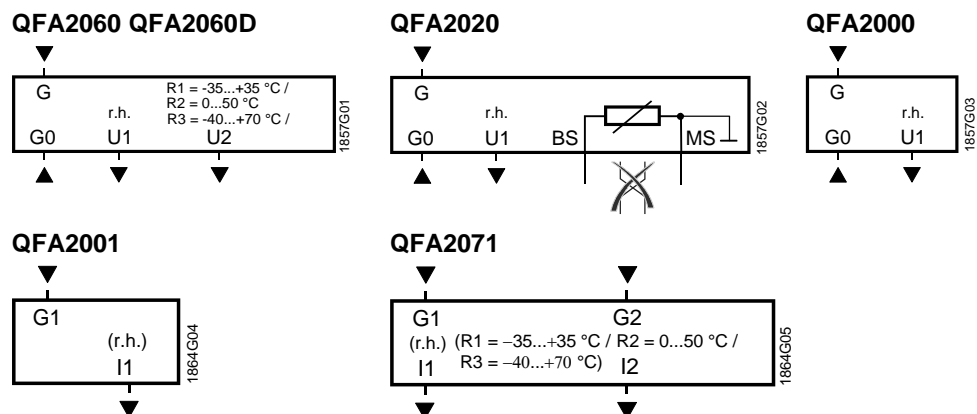 QFA2060 QFA2060D
G
R1 = -35...+35 °C /
R2 = 0...50 °C
R3 = -40...+70 °C /
r.h.
G0 U1 U2
1857G01
QFA2020
G
r.h.
G0 U1 BS MS
1857G02
QFA2000
G
r.h.
G0 U1
1857G03
QFA2001
G1
(r.h.)
I1
1864G04
QFA2071
G1 G2
(r.h.) (R1 = −35...+35 °C / R2 = 0...50 °C /
R3 = −40...+70 °C)
I1 I2
1864G05